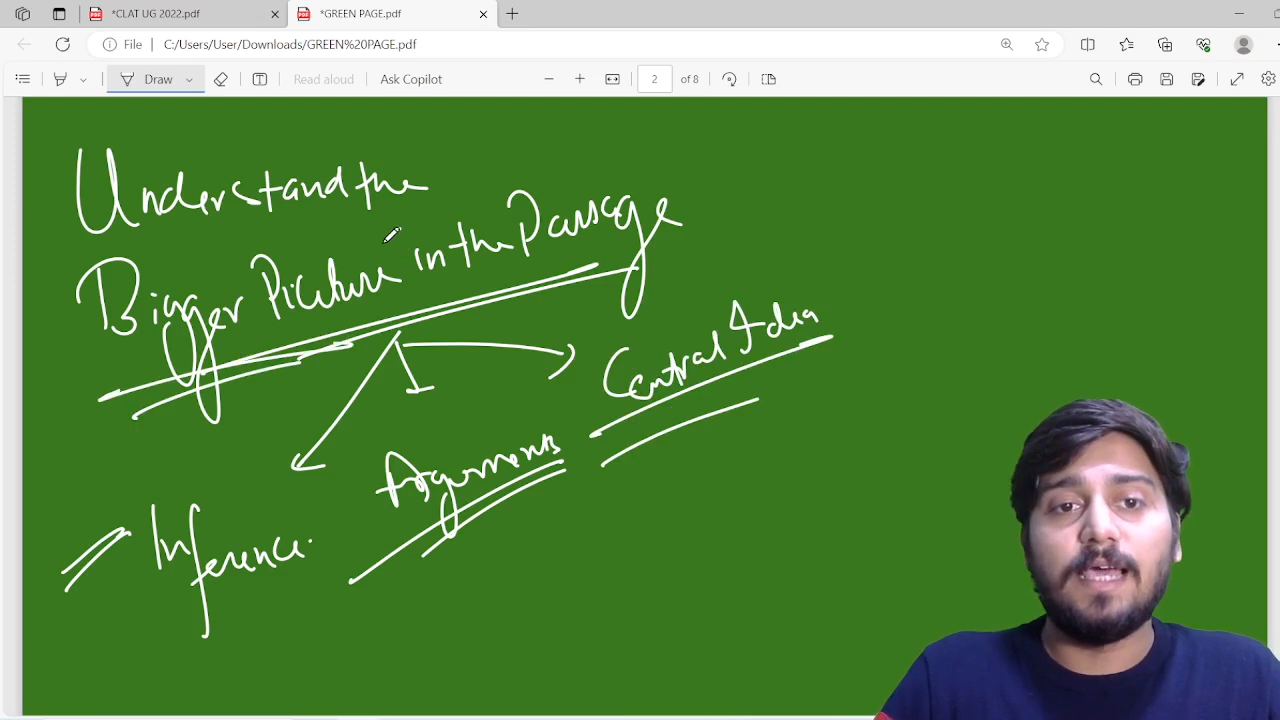 *CLAT UG 2022.pdf
*GREEN PAGE.pdf
File C:/Users/User/Downloads/GREEN%20PAGE.pdf
Draw Read aloud Ask Copilot 2 of 8
Understand the
Bigger Picture in the Passage
Central Idea
Arguments
Inference.